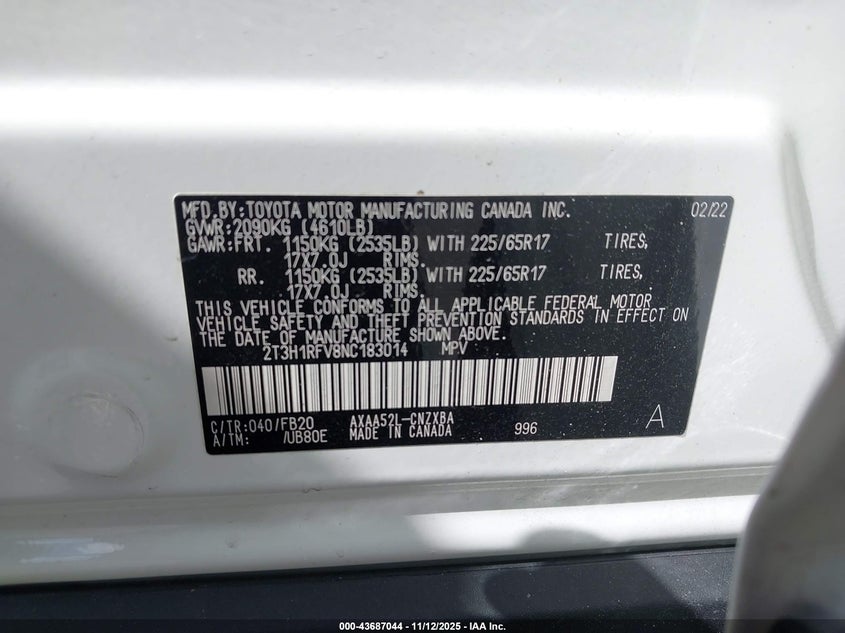 MFD.BY:TOYOTA MOTOR MANUFACTURING CANADA INC. 02/22
GVWR:2090KG (4610LB)
GAWR:FRT. 1150KG (2535LB) WITH 225/65R17 TIRES,
17X7.0J RIMS.
RR. 1150KG (2535LB) WITH 225/65R17 TIRES,
17X7.0J RIMS.
THIS VEHICLE CONFORMS TO ALL APPLICABLE FEDERAL MOTOR
VEHICLE SAFETY AND THEFT PREVENTION STANDARDS IN EFFECT ON
THE DATE OF MANUFACTURE SHOWN ABOVE.
2T3H1RFV8NC183014 MPV
C/TR:040/FB20 AXAA52L-CNZXBA A
A/TM: /UB80E MADE IN CANADA 996
000-43687044 - 11/12/2025 - IAA Inc.